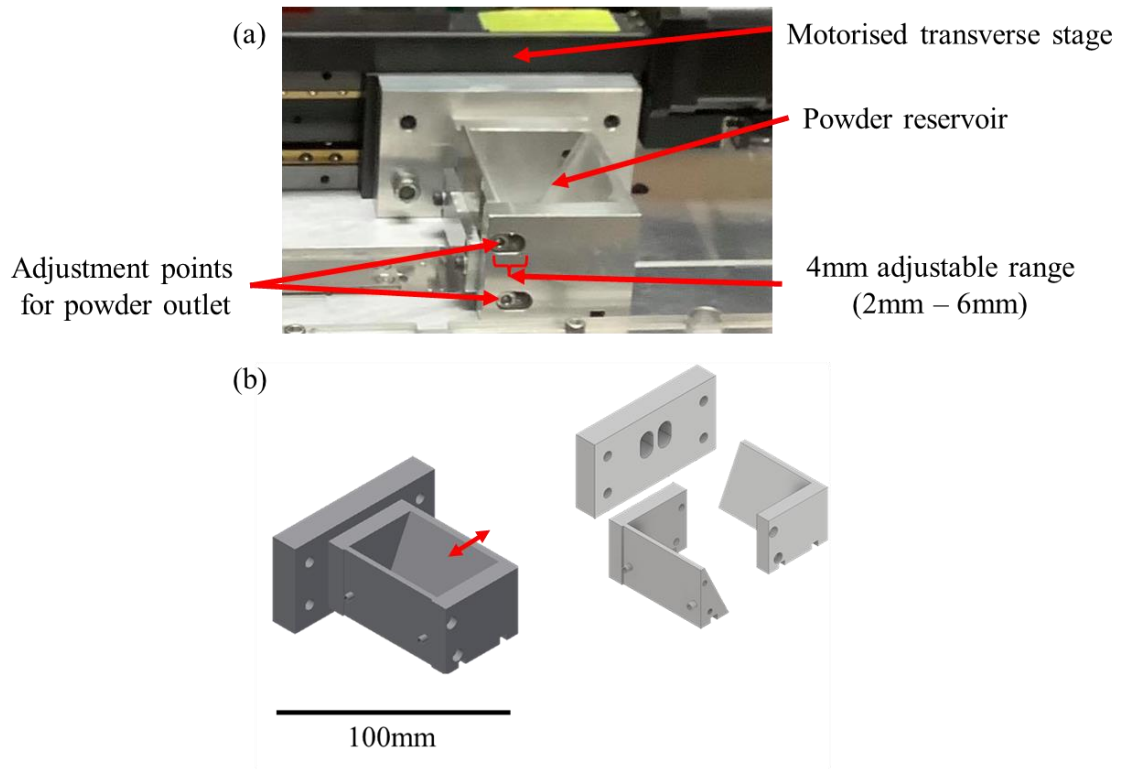 (a)
Motorised transverse stage
Powder reservoir
Adjustment points
for powder outlet
4mm adjustable range
(2mm – 6mm)
(b)
100mm